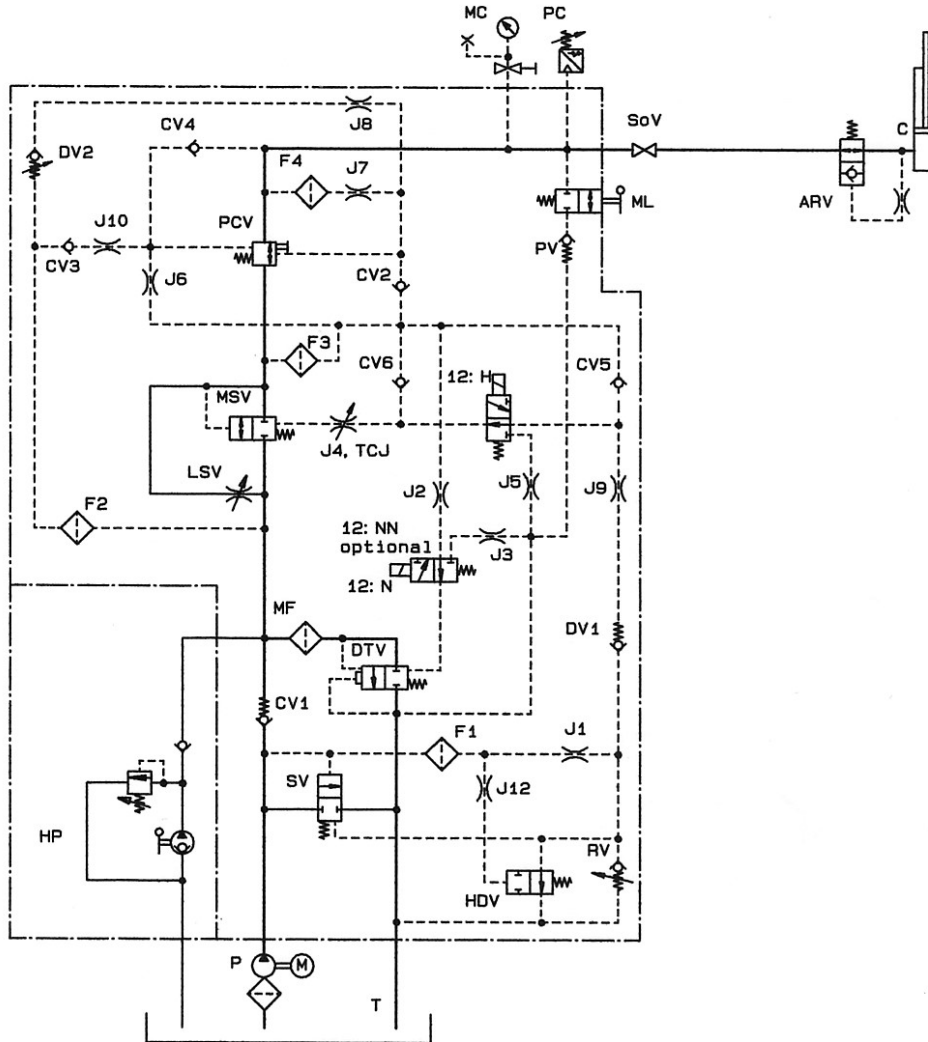 MC
PC
C
CV4
J8
SoV
DV2
F4
J7
ML
ARV
J10
PCV
PV
CV3
J6
CV2
F3
CV6
12: H
CV5
MSV
J4, TCJ
LSV
J2
J5
J9
F2
12: NN
optional
J3
12: N
MF
DTV
DV1
CV1
F1
J1
SV
J12
HP
RV
HDV
P
M
T